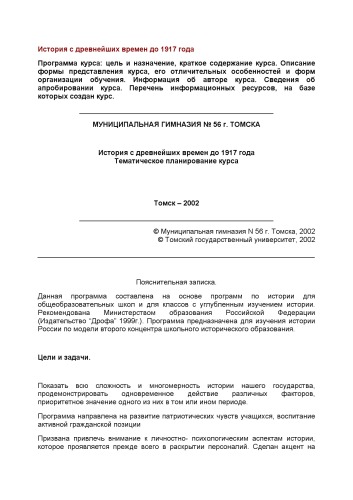 История с древнейших времен до 1917 года
Программа курса: цель и назначение, краткое содержание курса. Описание
формы представления курса, его отличительных особенностей и форм
организации обучения. Информация об авторе курса. Сведения об
апробировании курса. Перечень информационных ресурсов, на базе
которых создан курс.
МУНИЦИПАЛЬНАЯ ГИМНАЗИЯ № 56 г. ТОМСКА
История с древнейших времен до 1917 года
Тематическое планирование курса
Томск – 2002
© Муниципальная гимназия N 56 г. Томска, 2002
© Томский государственный университет, 2002
Пояснительная записка.
Данная программа составлена на основе программ по истории для
общеобразовательных школ и для классов с углубленным изучением истории.
Рекомендована Министерством образования Российской Федерации
(Издательство "Дрофа" 1999г.). Программа предназначена для изучения истории
России по модели второго концентра школьного исторического образования.
Цели и задачи.
Показать всю сложность и многомерность истории нашего государства,
продемонстрировать одновременное действие различных факторов,
приоритетное значение одного из них в том или ином периоде.
Программа направлена на развитие патриотических чувств учащихся, воспитание
активной гражданской позиции
Призвана привлечь внимание к личностно- психологическим аспектам истории,
которое проявляется прежде всего в раскрытии персоналий. Сделан акцент на